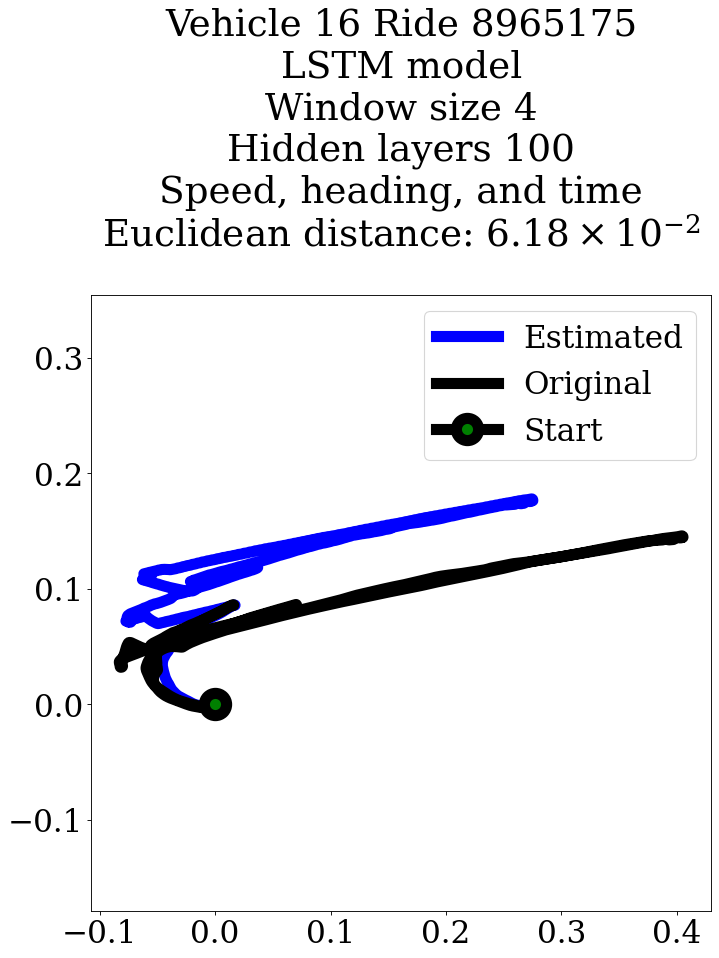 Vehicle 16 Ride 8965175
LSTM model
Window size 4
Hidden layers 100
Speed, heading, and time
Euclidean distance: 6.18 × 10⁻²
Estimated
Original
Start
0.3
0.2
0.1
0.0
−0.1
−0.1 0.0 0.1 0.2 0.3 0.4